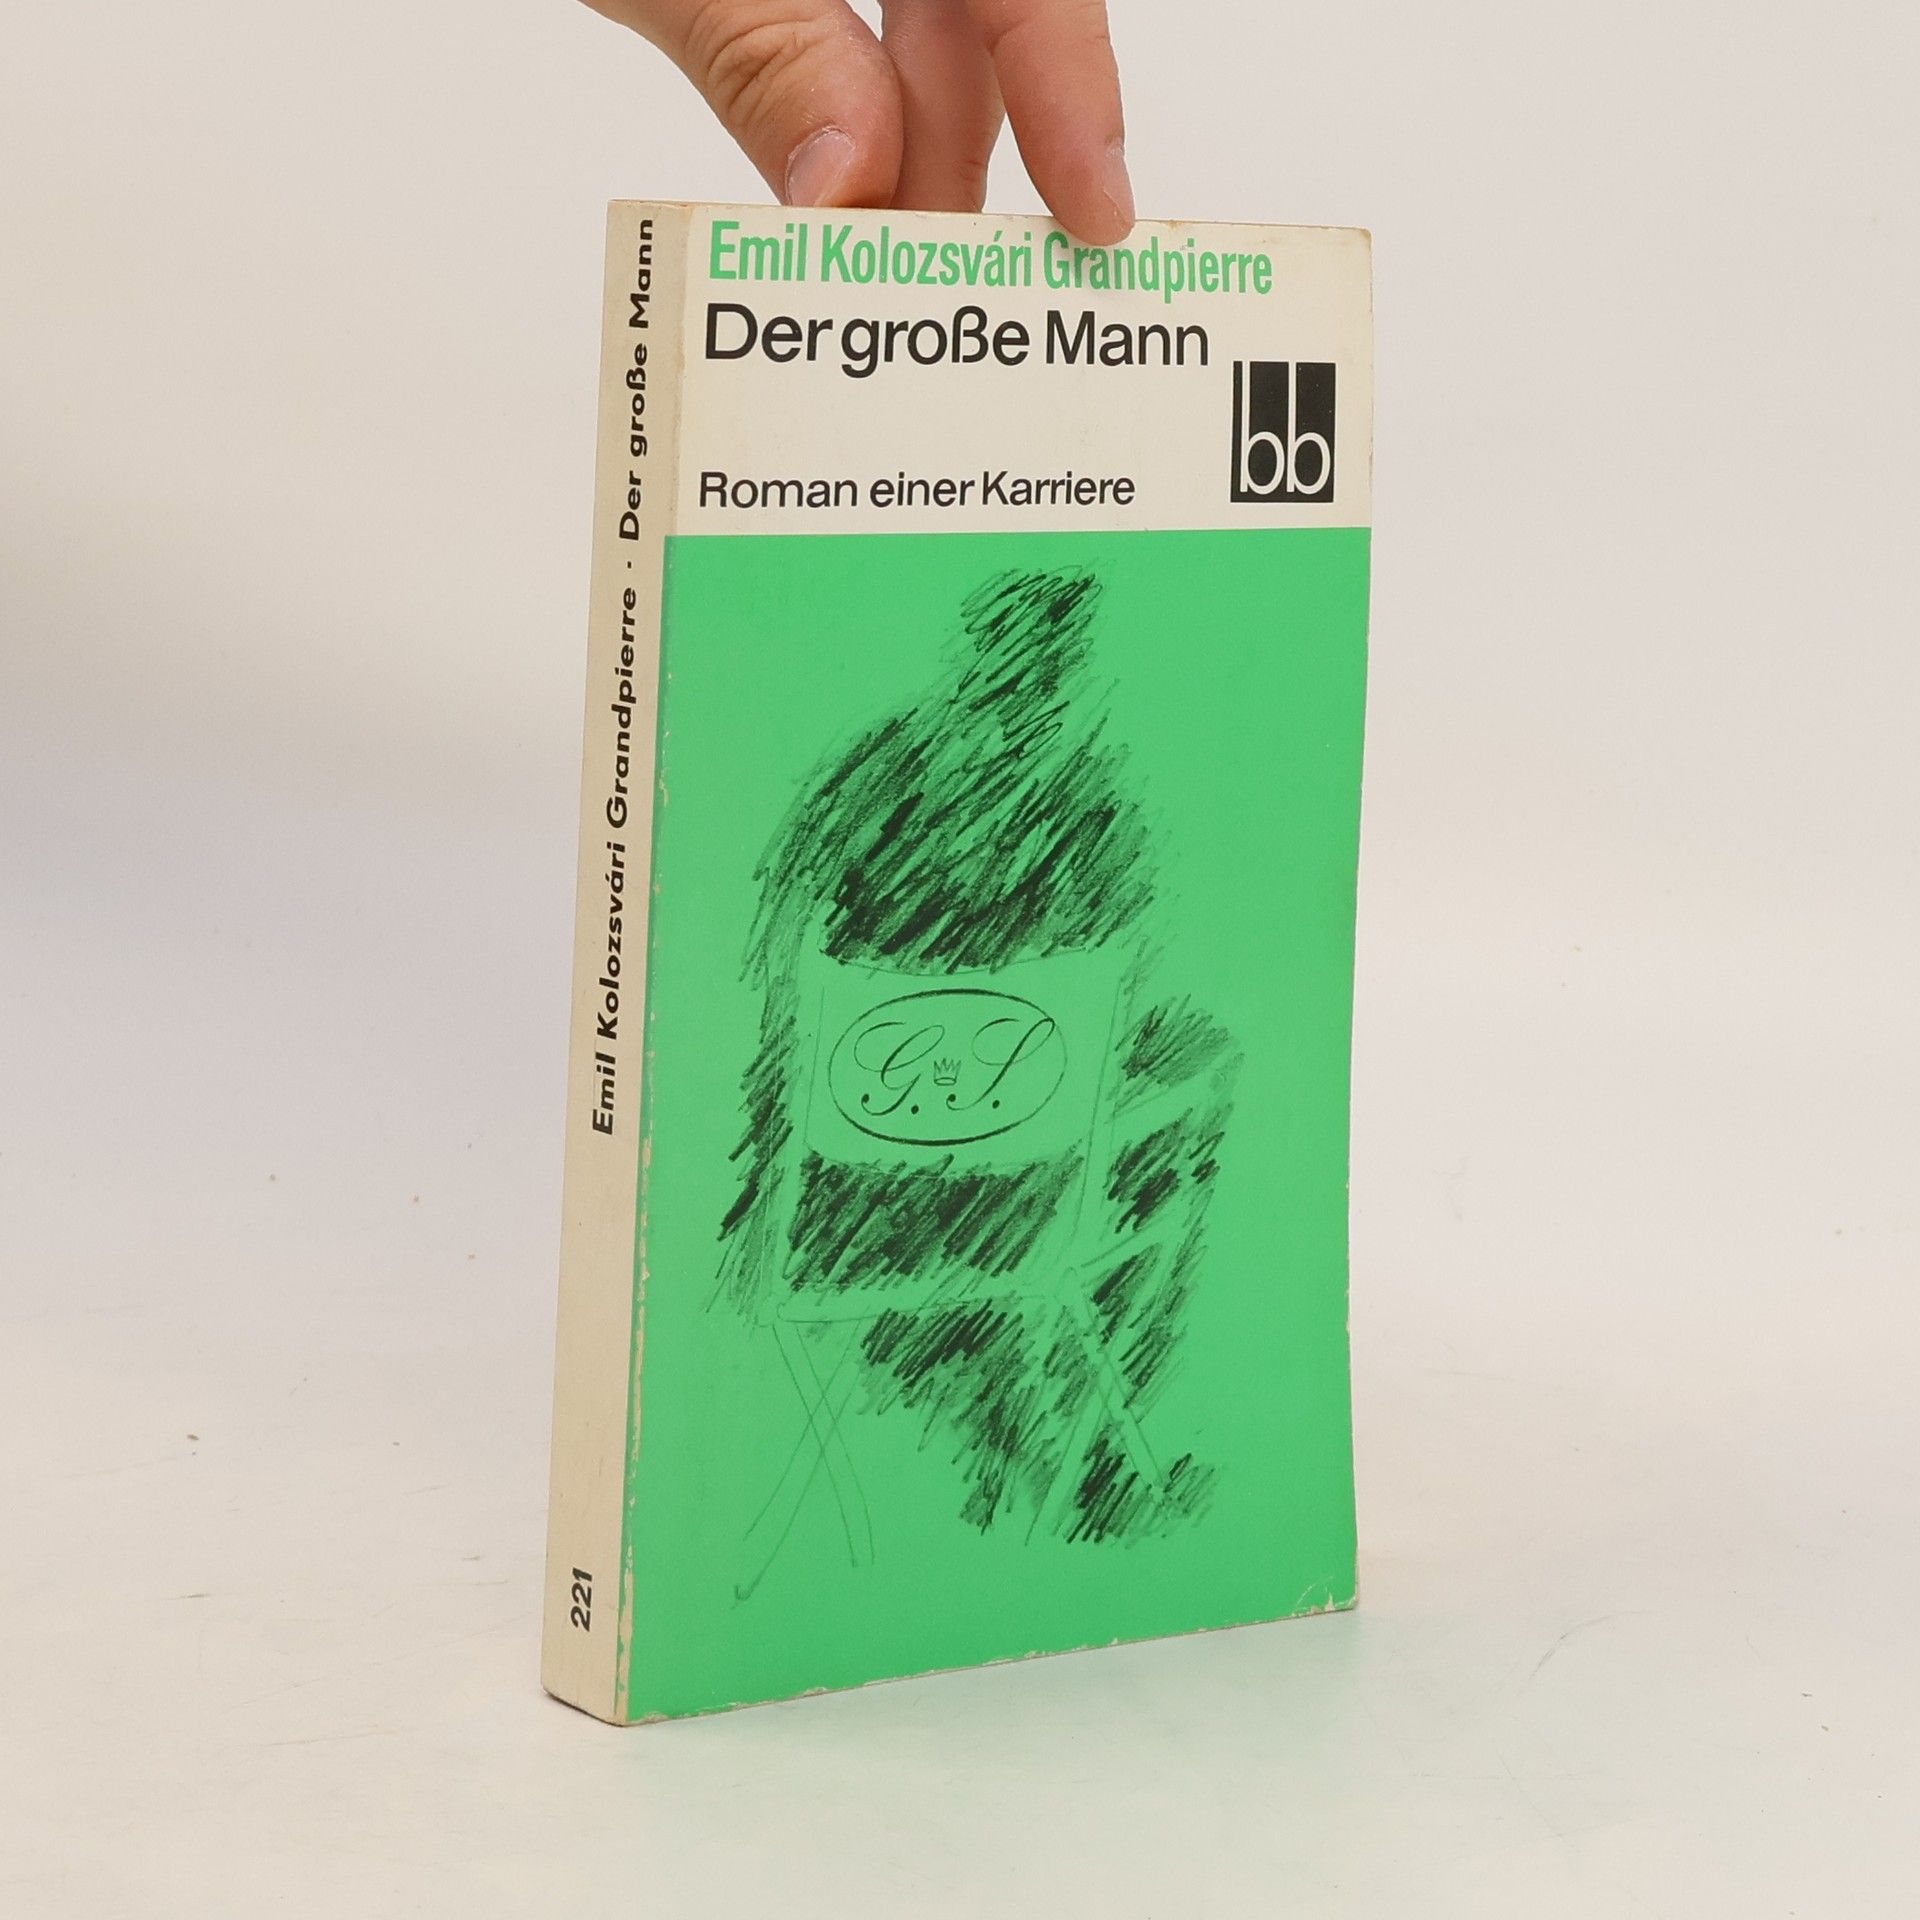 Emil Kolozsvári Grandpierre
Der große Mann
bb
Roman einer Karriere
G. S.
Emil Kolozsvári Grandpierre · Der große Mann
221